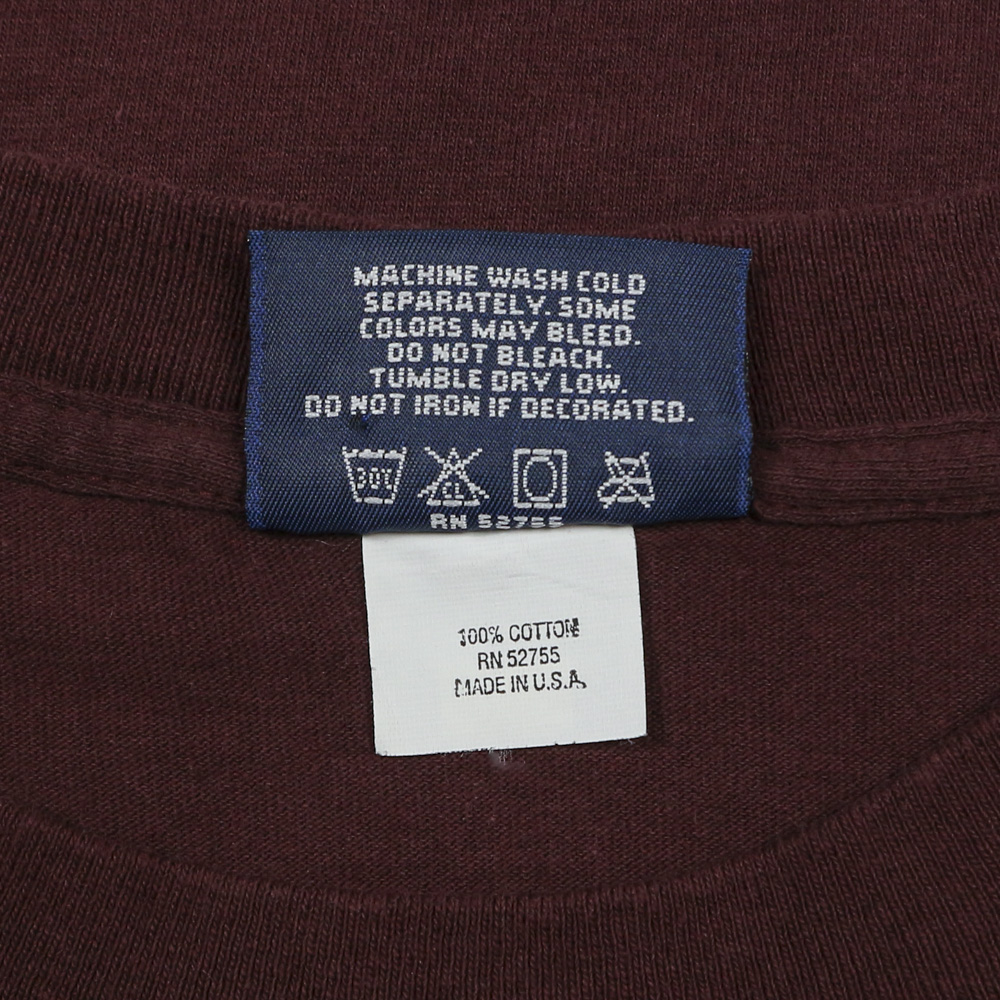 MACHINE WASH COLD
SEPARATELY. SOME
COLORS MAY BLEED.
DO NOT BLEACH.
TUMBLE DRY LOW.
DO NOT IRON IF DECORATED.
CL
RN 52755
100% COTTON
RN 52755
MADE IN U.S.A.